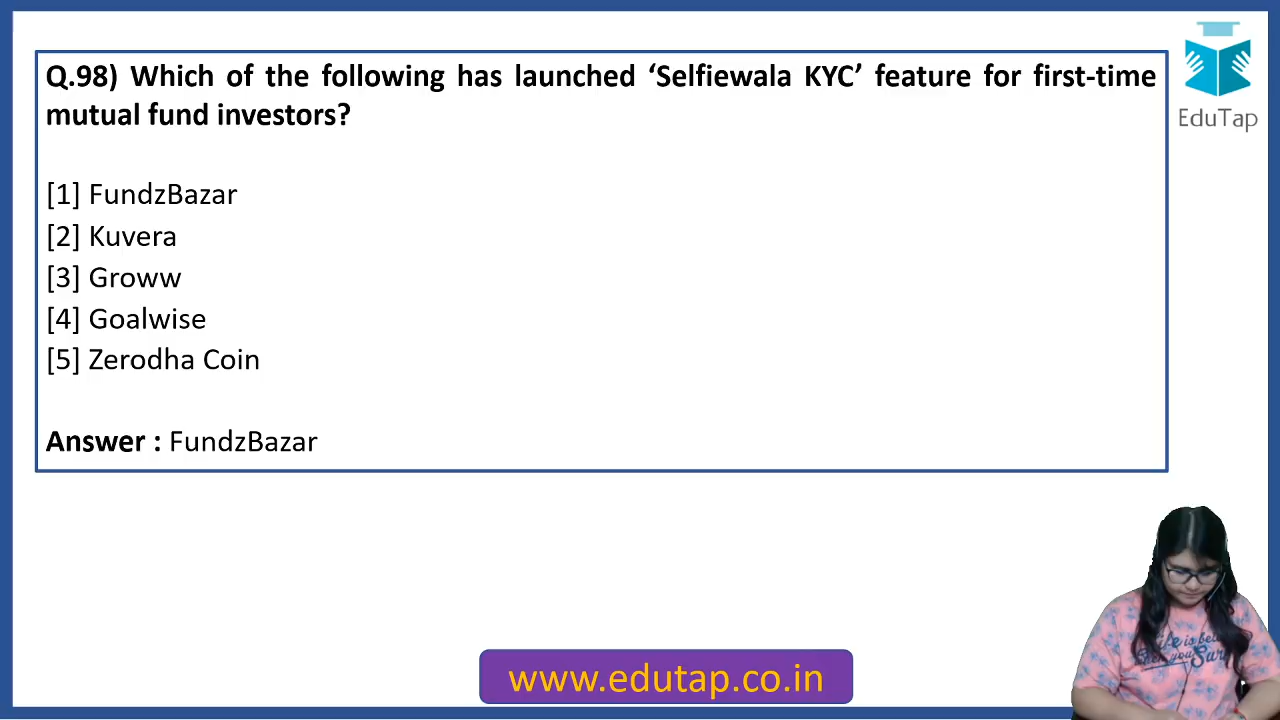 Q.98) Which of the following has launched ‘Selfiewala KYC’ feature for first-time
mutual fund investors?
[1] FundzBazar
[2] Kuvera
[3] Groww
[4] Goalwise
[5] Zerodha Coin
Answer : FundzBazar
EduTap
www.edutap.co.in